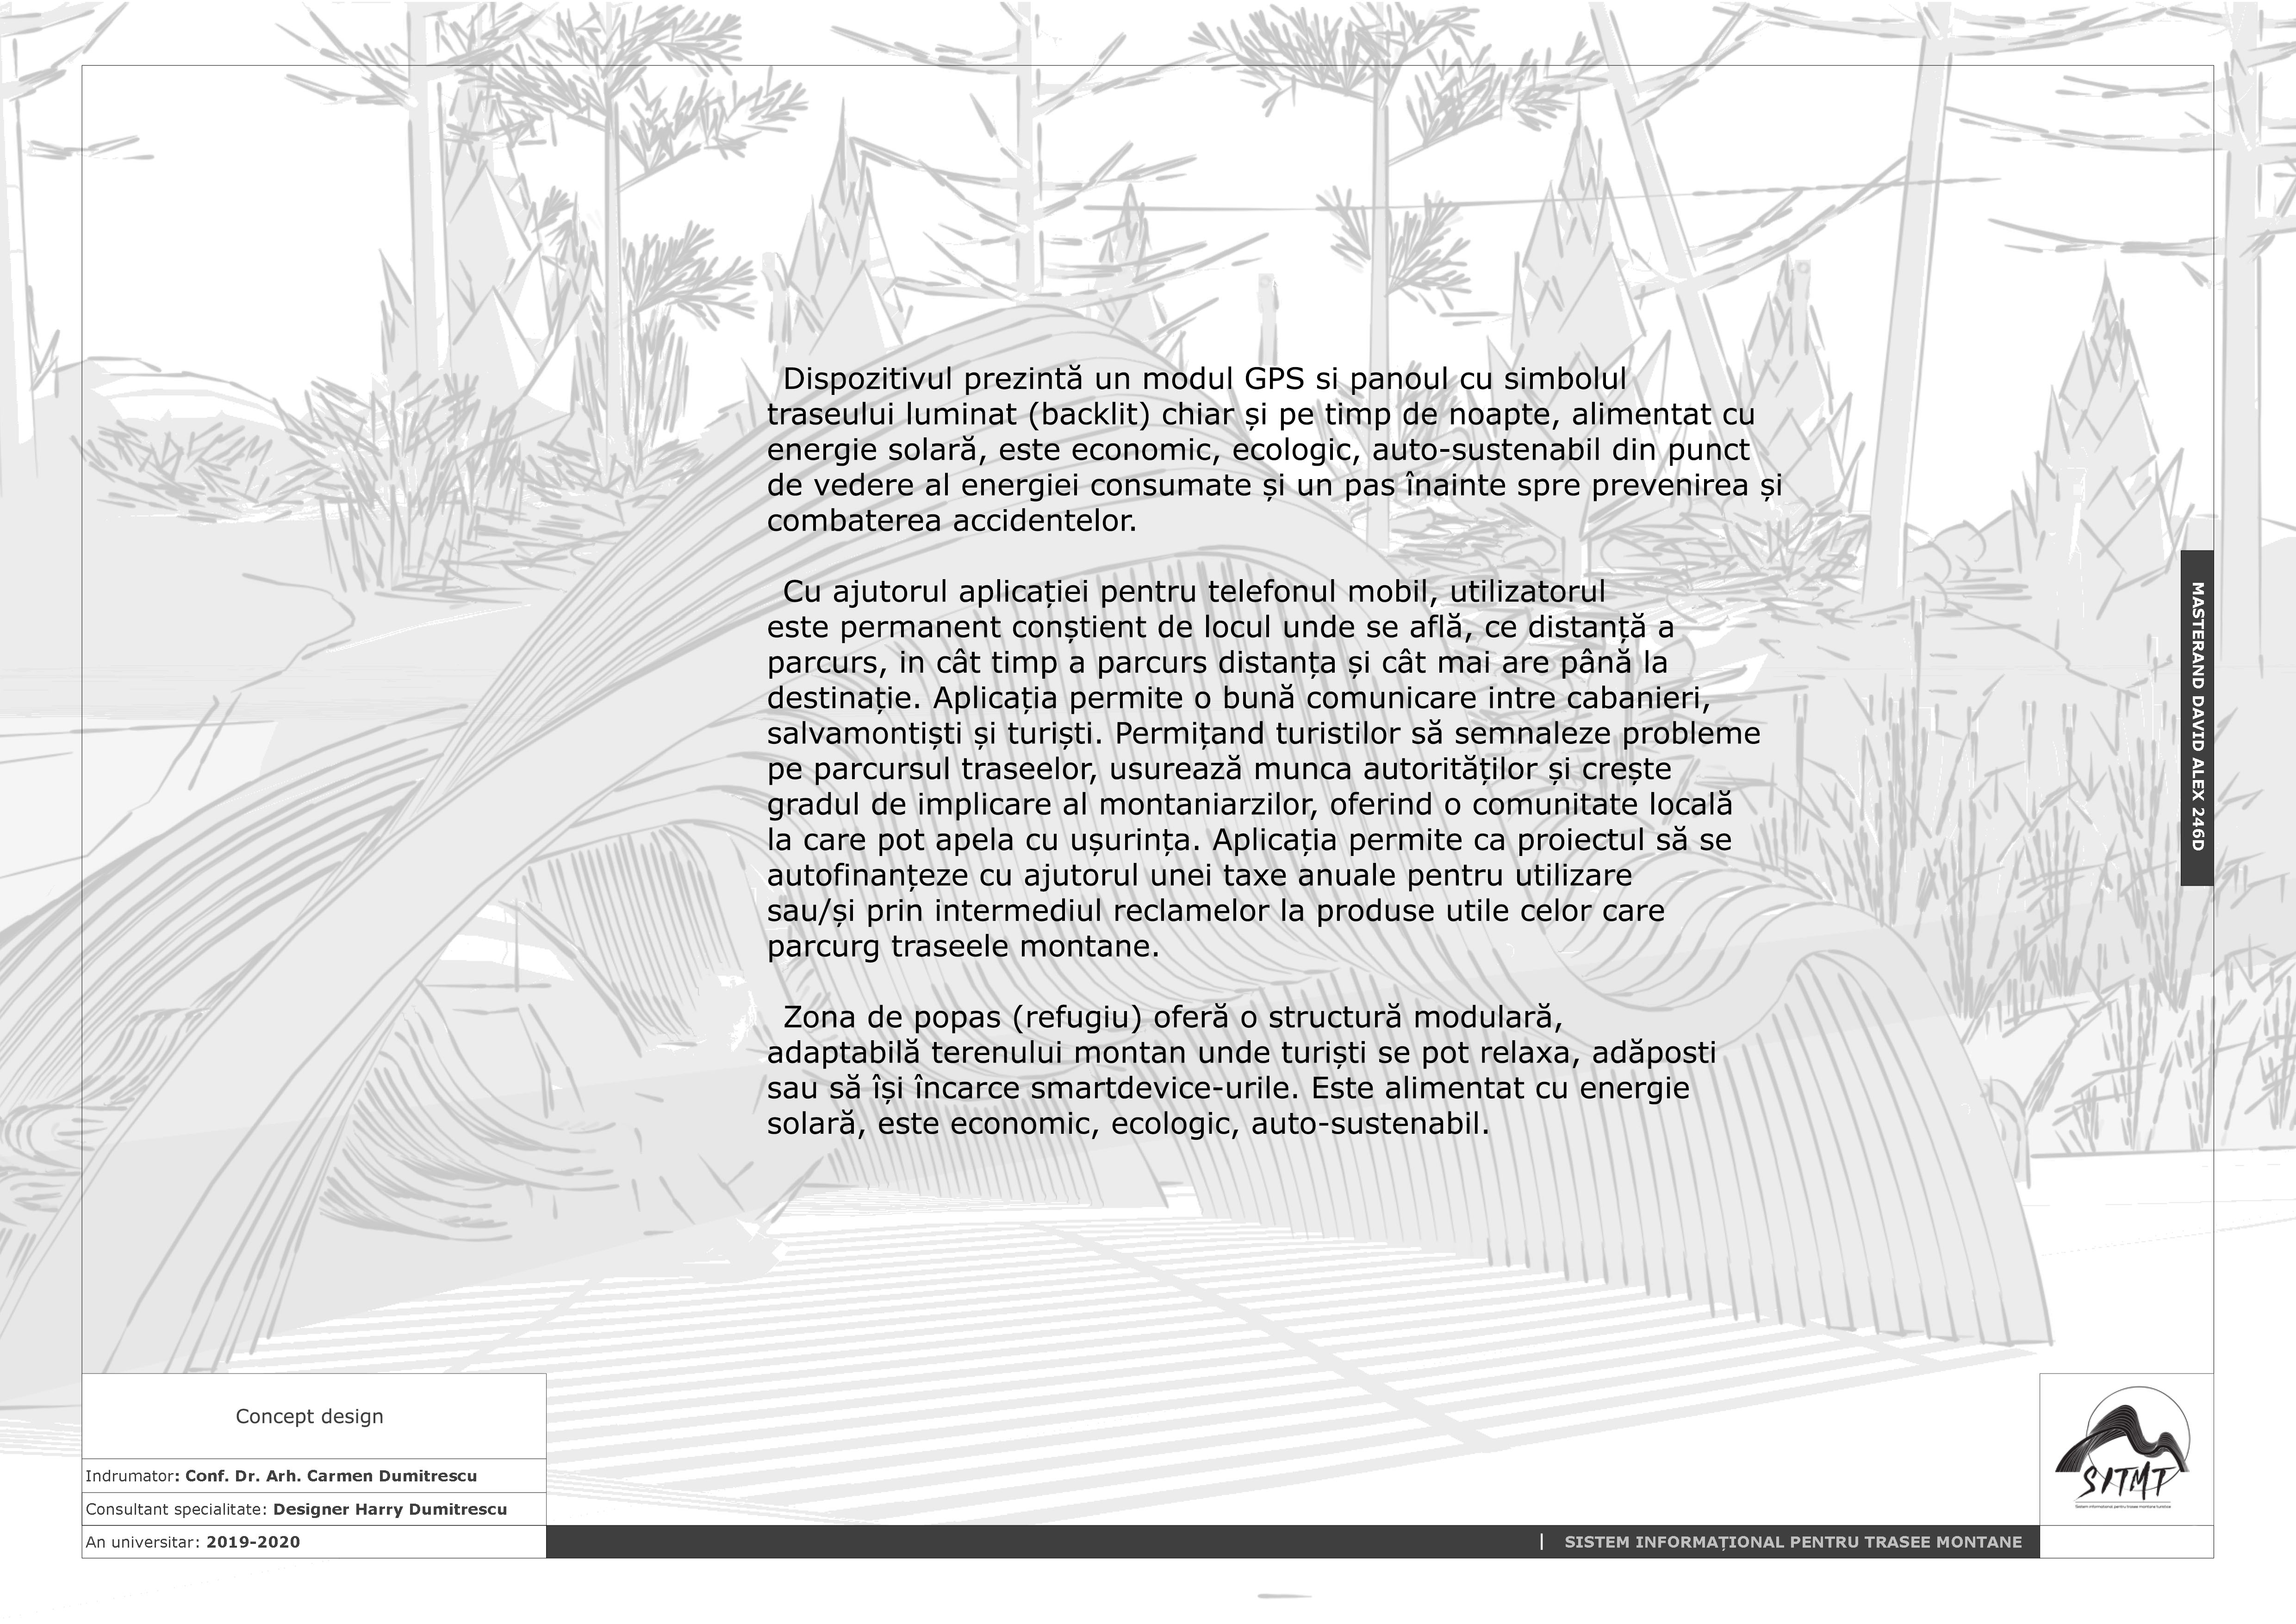 Dispozitivul prezintă un modul GPS si panoul cu simbolul
traseului luminat (backlit) chiar și pe timp de noapte, alimentat cu
energie solară, este economic, ecologic, auto-sustenabil din punct
de vedere al energiei consumate și un pas înainte spre prevenirea și
combaterea accidentelor.
Cu ajutorul aplicației pentru telefonul mobil, utilizatorul
este permanent conștient de locul unde se află, ce distanță a
parcurs, in cât timp a parcurs distanța și cât mai are până la
destinație. Aplicația permite o bună comunicare intre cabanieri,
salvamontiști și turiști. Permițand turistilor să semnaleze probleme
pe parcursul traseelor, usurează munca autorităților și crește
gradul de implicare al montaniarzilor, oferind o comunitate locală
la care pot apela cu ușurința. Aplicația permite ca proiectul să se
autofinanțeze cu ajutorul unei taxe anuale pentru utilizare
sau/și prin intermediul reclamelor la produse utile celor care
parcurg traseele montane.
Zona de popas (refugiu) oferă o structură modulară,
adaptabilă terenului montan unde turiști se pot relaxa, adăposti
sau să își încarce smartdevice-urile. Este alimentat cu energie
solară, este economic, ecologic, auto-sustenabil.
MASTERAND DAVID ALEX 246D
Concept design
Indrumator: Conf. Dr. Arh. Carmen Dumitrescu
Consultant specialitate: Designer Harry Dumitrescu
An universitar: 2019-2020
| SISTEM INFORMAȚIONAL PENTRU TRASEE MONTANE
SITMT
Sistem informational pentru trasee montane turistice